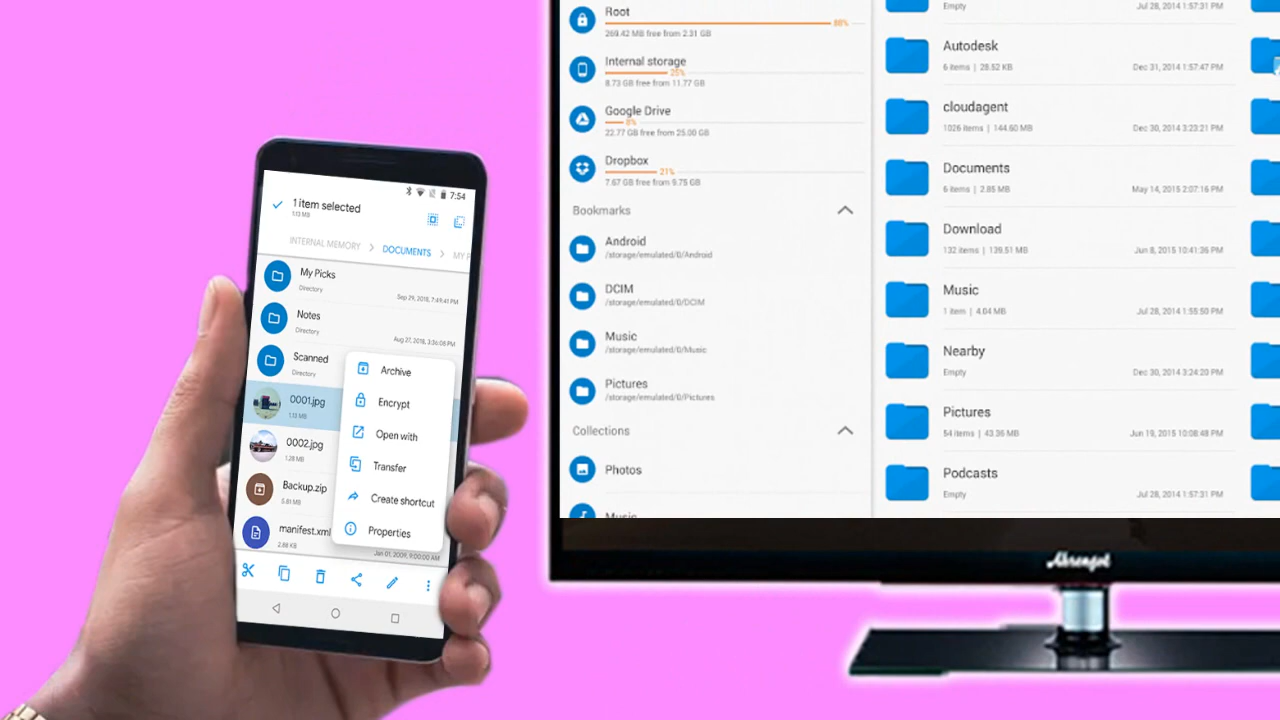 7:54
1 item selected
1.13 MB
INTERNAL MEMORY
DOCUMENTS
MY P
My Picks
Directory
Sep 29, 2018, 7:49:41 PM
Notes
Directory
Aug 27, 2018, 3:36:08 PM
Scanned
Directory
0001.jpg
1.13 MB
0002.jpg
1.28 MB
Backup.zip
5.61 MB
manifest.xml
2.88 KB
Jan 01, 2009, 9:00:00 AM
Archive
Encrypt
Open with
Transfer
Create shortcut
Properties
Root
88%
269.42 MB free from 2.31 GB
Internal storage
25%
8.73 GB free from 11.77 GB
Google Drive
8%
22.77 GB free from 25.00 GB
Dropbox
21%
7.67 GB free from 9.75 GB
Bookmarks
Android
/storage/emulated/0/Android
DCIM
/storage/emulated/0/DCIM
Music
/storage/emulated/0/Music
Pictures
/storage/emulated/0/Pictures
Collections
Photos
Music
Empty
Jul 28, 2014 1:57:31 PM
Autodesk
6 items | 28.52 KB
Dec 31, 2014 1:57:47 PM
cloudagent
1026 items | 144.60 MB
Dec 30, 2014 3:23:21 PM
Documents
6 items | 2.85 MB
May 14, 2015 2:07:16 PM
Download
132 items | 139.51 MB
Jun 8, 2015 10:41:36 PM
Music
1 item | 4.04 MB
Jul 28, 2014 1:55:50 PM
Nearby
Empty
Dec 30, 2014 3:24:20 PM
Pictures
54 items | 43.36 MB
Jun 19, 2015 10:08:48 PM
Podcasts
Empty
Jul 28, 2014 1:57:31 PM